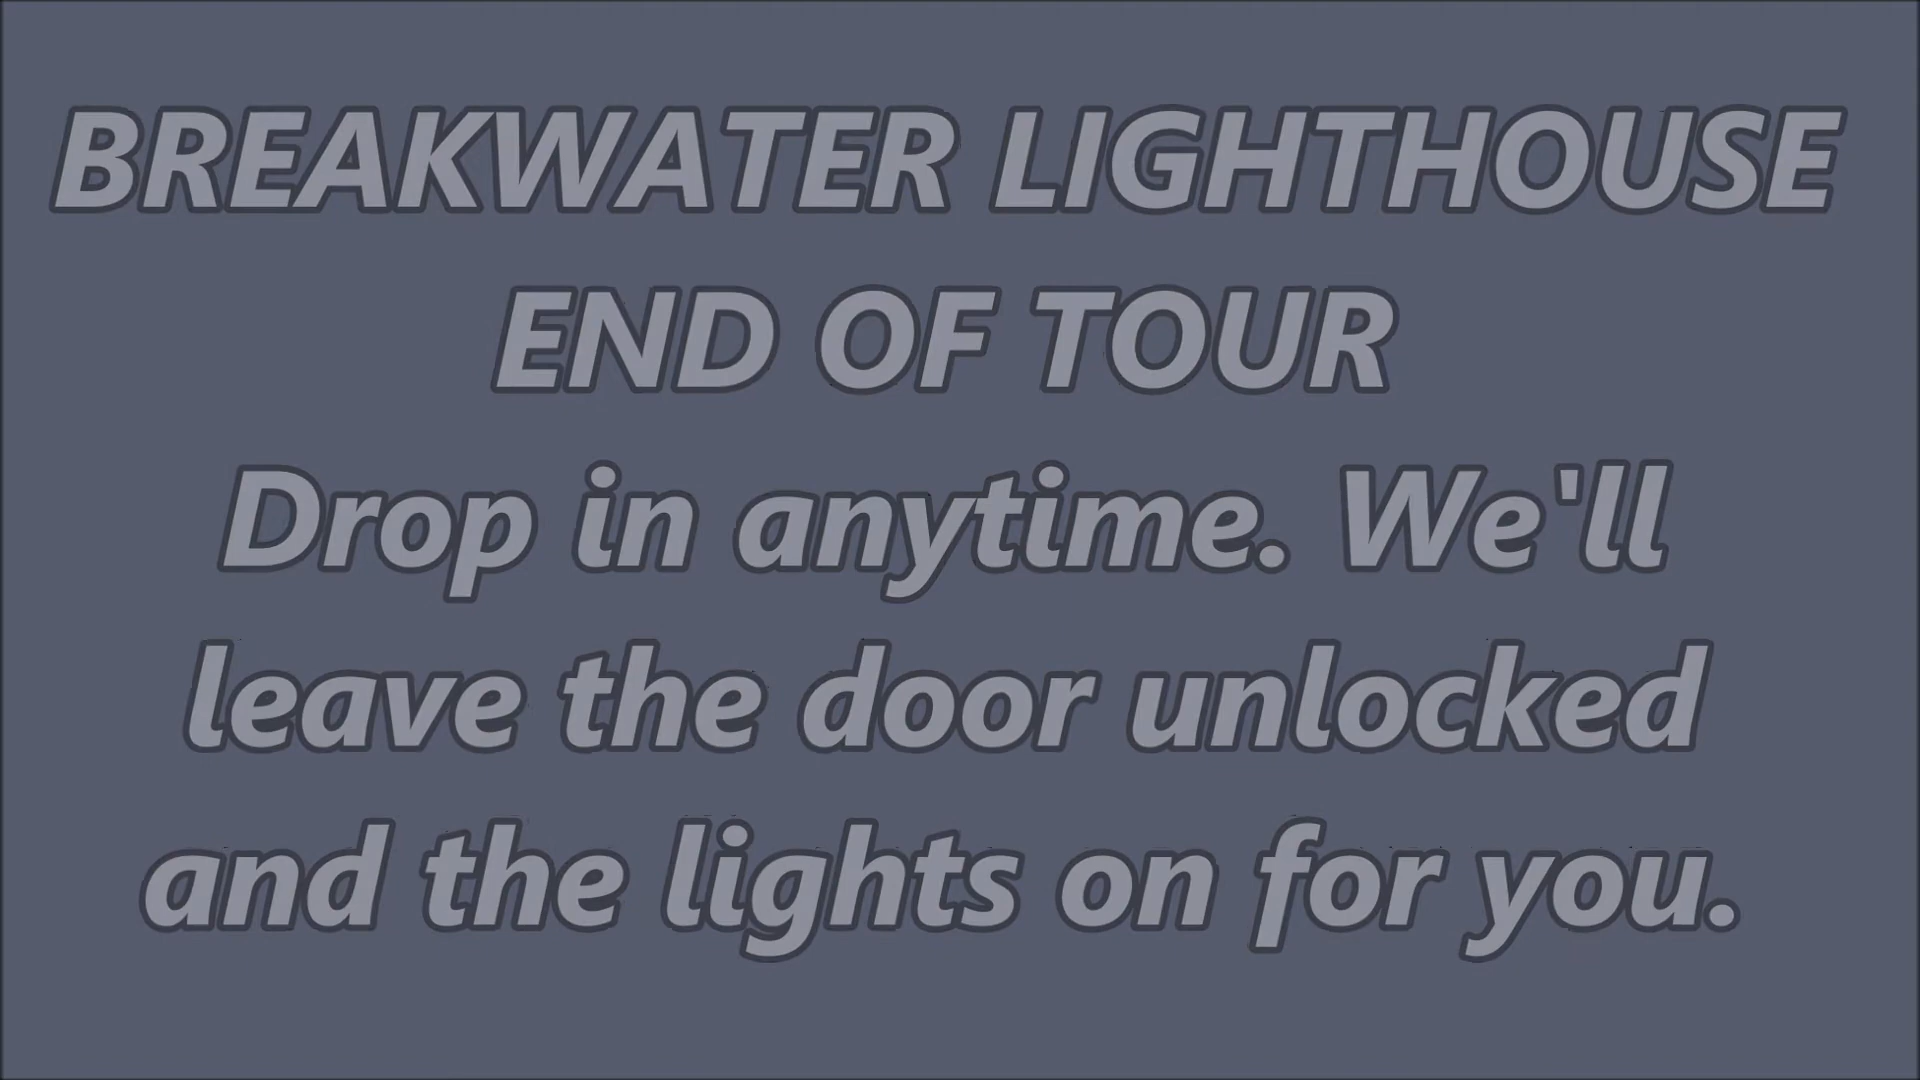 BREAKWATER LIGHTHOUSE
END OF TOUR
Drop in anytime. We'll
leave the door unlocked
and the lights on for you.